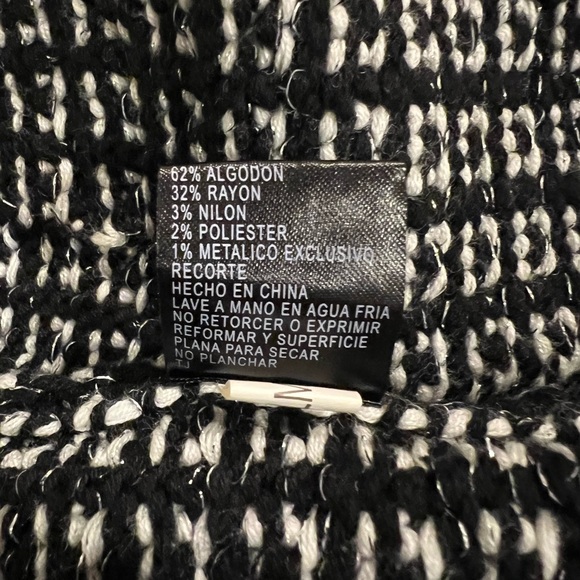 62% ALGODON
32% RAYON
3% NILON
2% POLIESTER
1% METALICO EXCLUSIVO
RECORTE
HECHO EN CHINA
LAVE A MANO EN AGUA FRIA
NO RETORCER O EXPRIMIR
REFORMAR Y SUPERFICIE
PLANA PARA SECAR
NO PLANCHAR
TJ